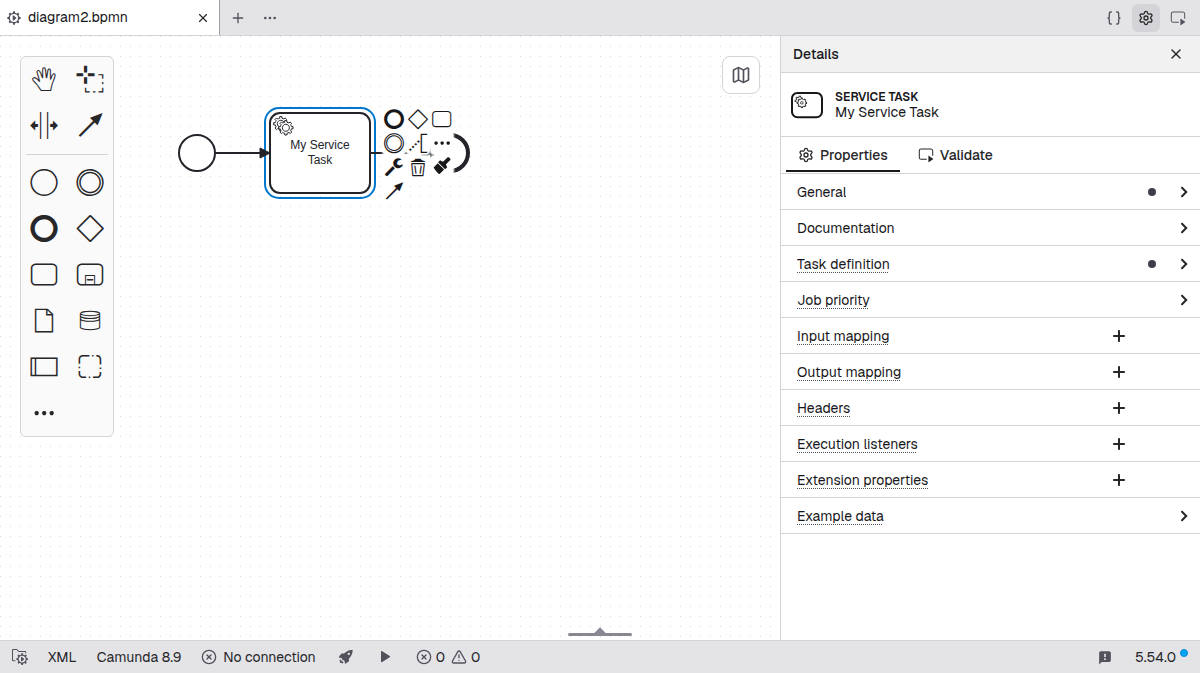 diagram2.bpmn
Details
SERVICE TASK
My Service Task
My Service
Task
Properties
Validate
General
Documentation
Task definition
Job priority
Input mapping
Output mapping
Headers
Execution listeners
Extension properties
Example data
XML
Camunda 8.9
No connection
0
0
5.54.0